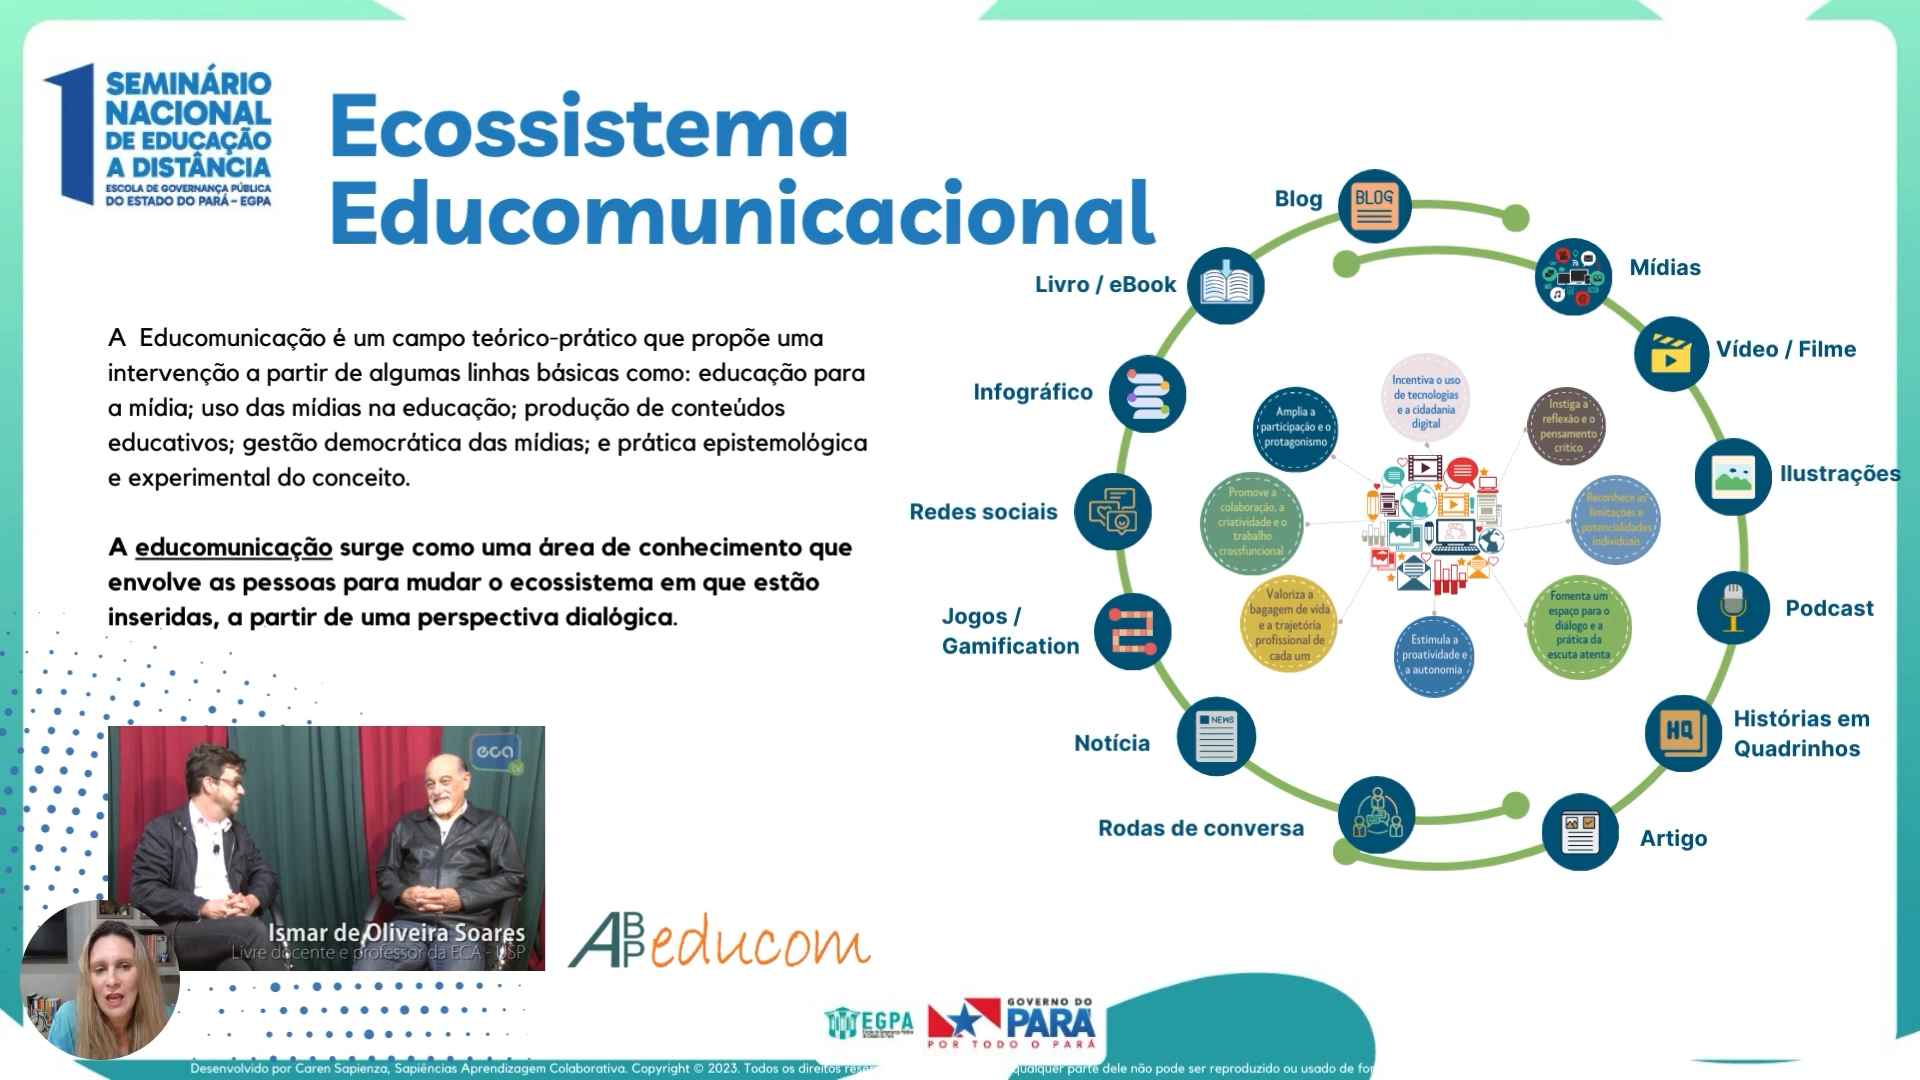 1 SEMINÁRIO
NACIONAL
DE EDUCAÇÃO
A DISTÂNCIA
ESCOLA DE GOVERNANÇA PÚBLICA
DO ESTADO DO PARÁ - EGPA
Ecossistema
Educomunicacional
A Educomunicação é um campo teórico-prático que propõe uma
intervenção a partir de algumas linhas básicas como: educação para
a mídia; uso das mídias na educação; produção de conteúdos
educativos; gestão democrática das mídias; e prática epistemológica
e experimental do conceito.
A educomunicação surge como uma área de conhecimento que
envolve as pessoas para mudar o ecossistema em que estão
inseridas, a partir de uma perspectiva dialógica.
Blog
BLOG
Mídias
Livro / eBook
Vídeo / Filme
Infográfico
Ilustrações
Redes sociais
Podcast
Jogos /
Gamification
Histórias em
Quadrinhos
HQ
Notícia
NEWS
Rodas de conversa
Artigo
Incentiva o uso
de tecnologias
e a cidadania
digital
Amplia a
participação e o
protagonismo
Instiga a
reflexão e o
pensamento
crítico
Promove a
colaboração, a
criatividade e o
trabalho
crossfuncional
Reconhece as
limitações e
potencialidades
individuais
Valoriza a
bagagem de vida
e a trajetória
profissional de
cada um
Fomenta um
espaço para o
diálogo e a
prática da
escuta atenta
Estimula a
proatividade e
a autonomia
eca
tv
Ismar de Oliveira Soares
Livre docente e professor da ECA - USP
ABPeducom
EGPA
GOVERNO DO
PARÁ
POR TODO O PARÁ
Desenvolvido por Caren Sapienza, Sapiências Aprendizagem Colaborativa. Copyright © 2023. Todos os direitos qualquer parte dele não pode ser reproduzido ou usado de